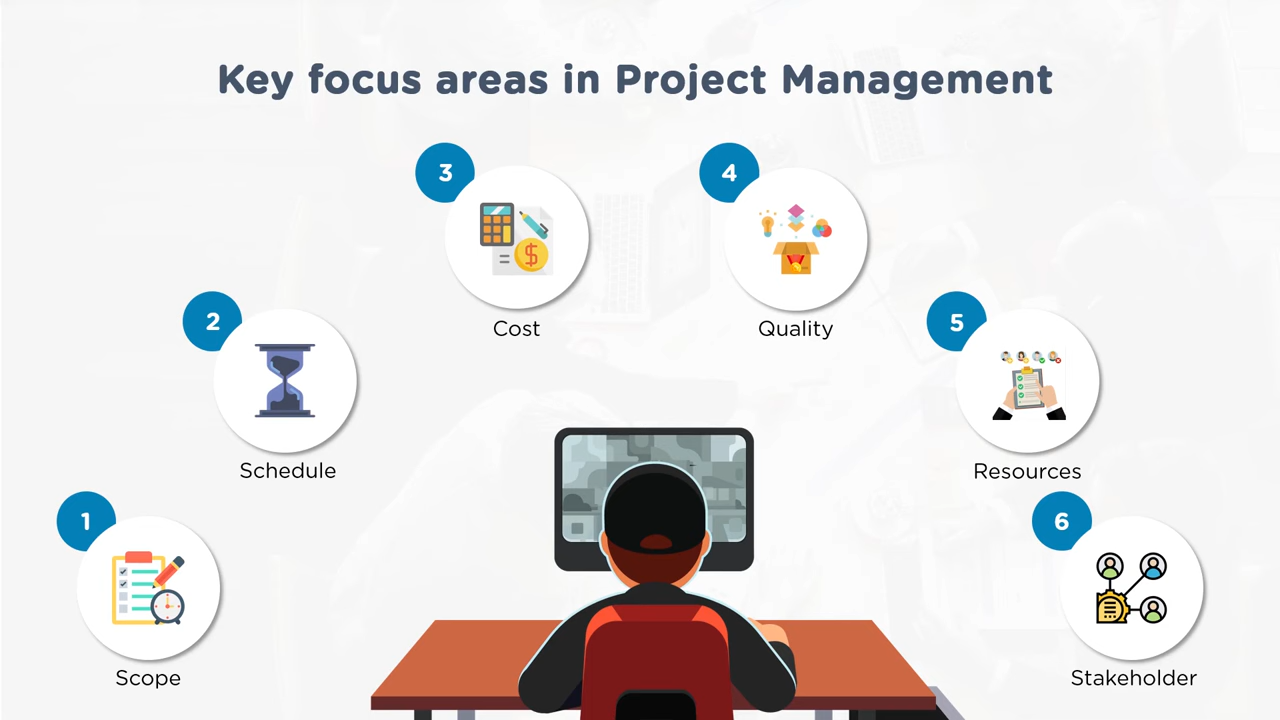 Key focus areas in Project Management
1
Scope
2
Schedule
3
Cost
4
Quality
5
Resources
6
Stakeholder